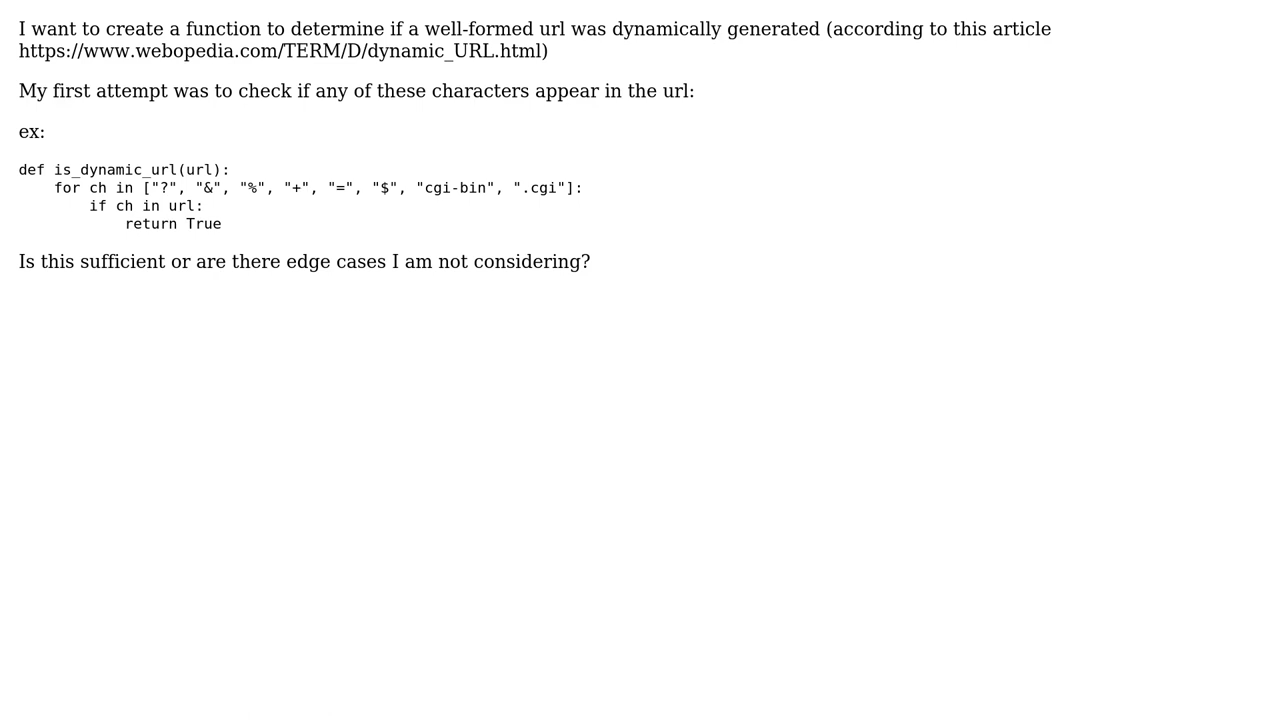 I want to create a function to determine if a well-formed url was dynamically generated (according to this article
https://www.webopedia.com/TERM/D/dynamic_URL.html)
My first attempt was to check if any of these characters appear in the url:
ex:
def is_dynamic_url(url):
    for ch in ["?", "&", "%", "+", "=", "$", "cgi-bin", ".cgi"]:
        if ch in url:
            return True
Is this sufficient or are there edge cases I am not considering?